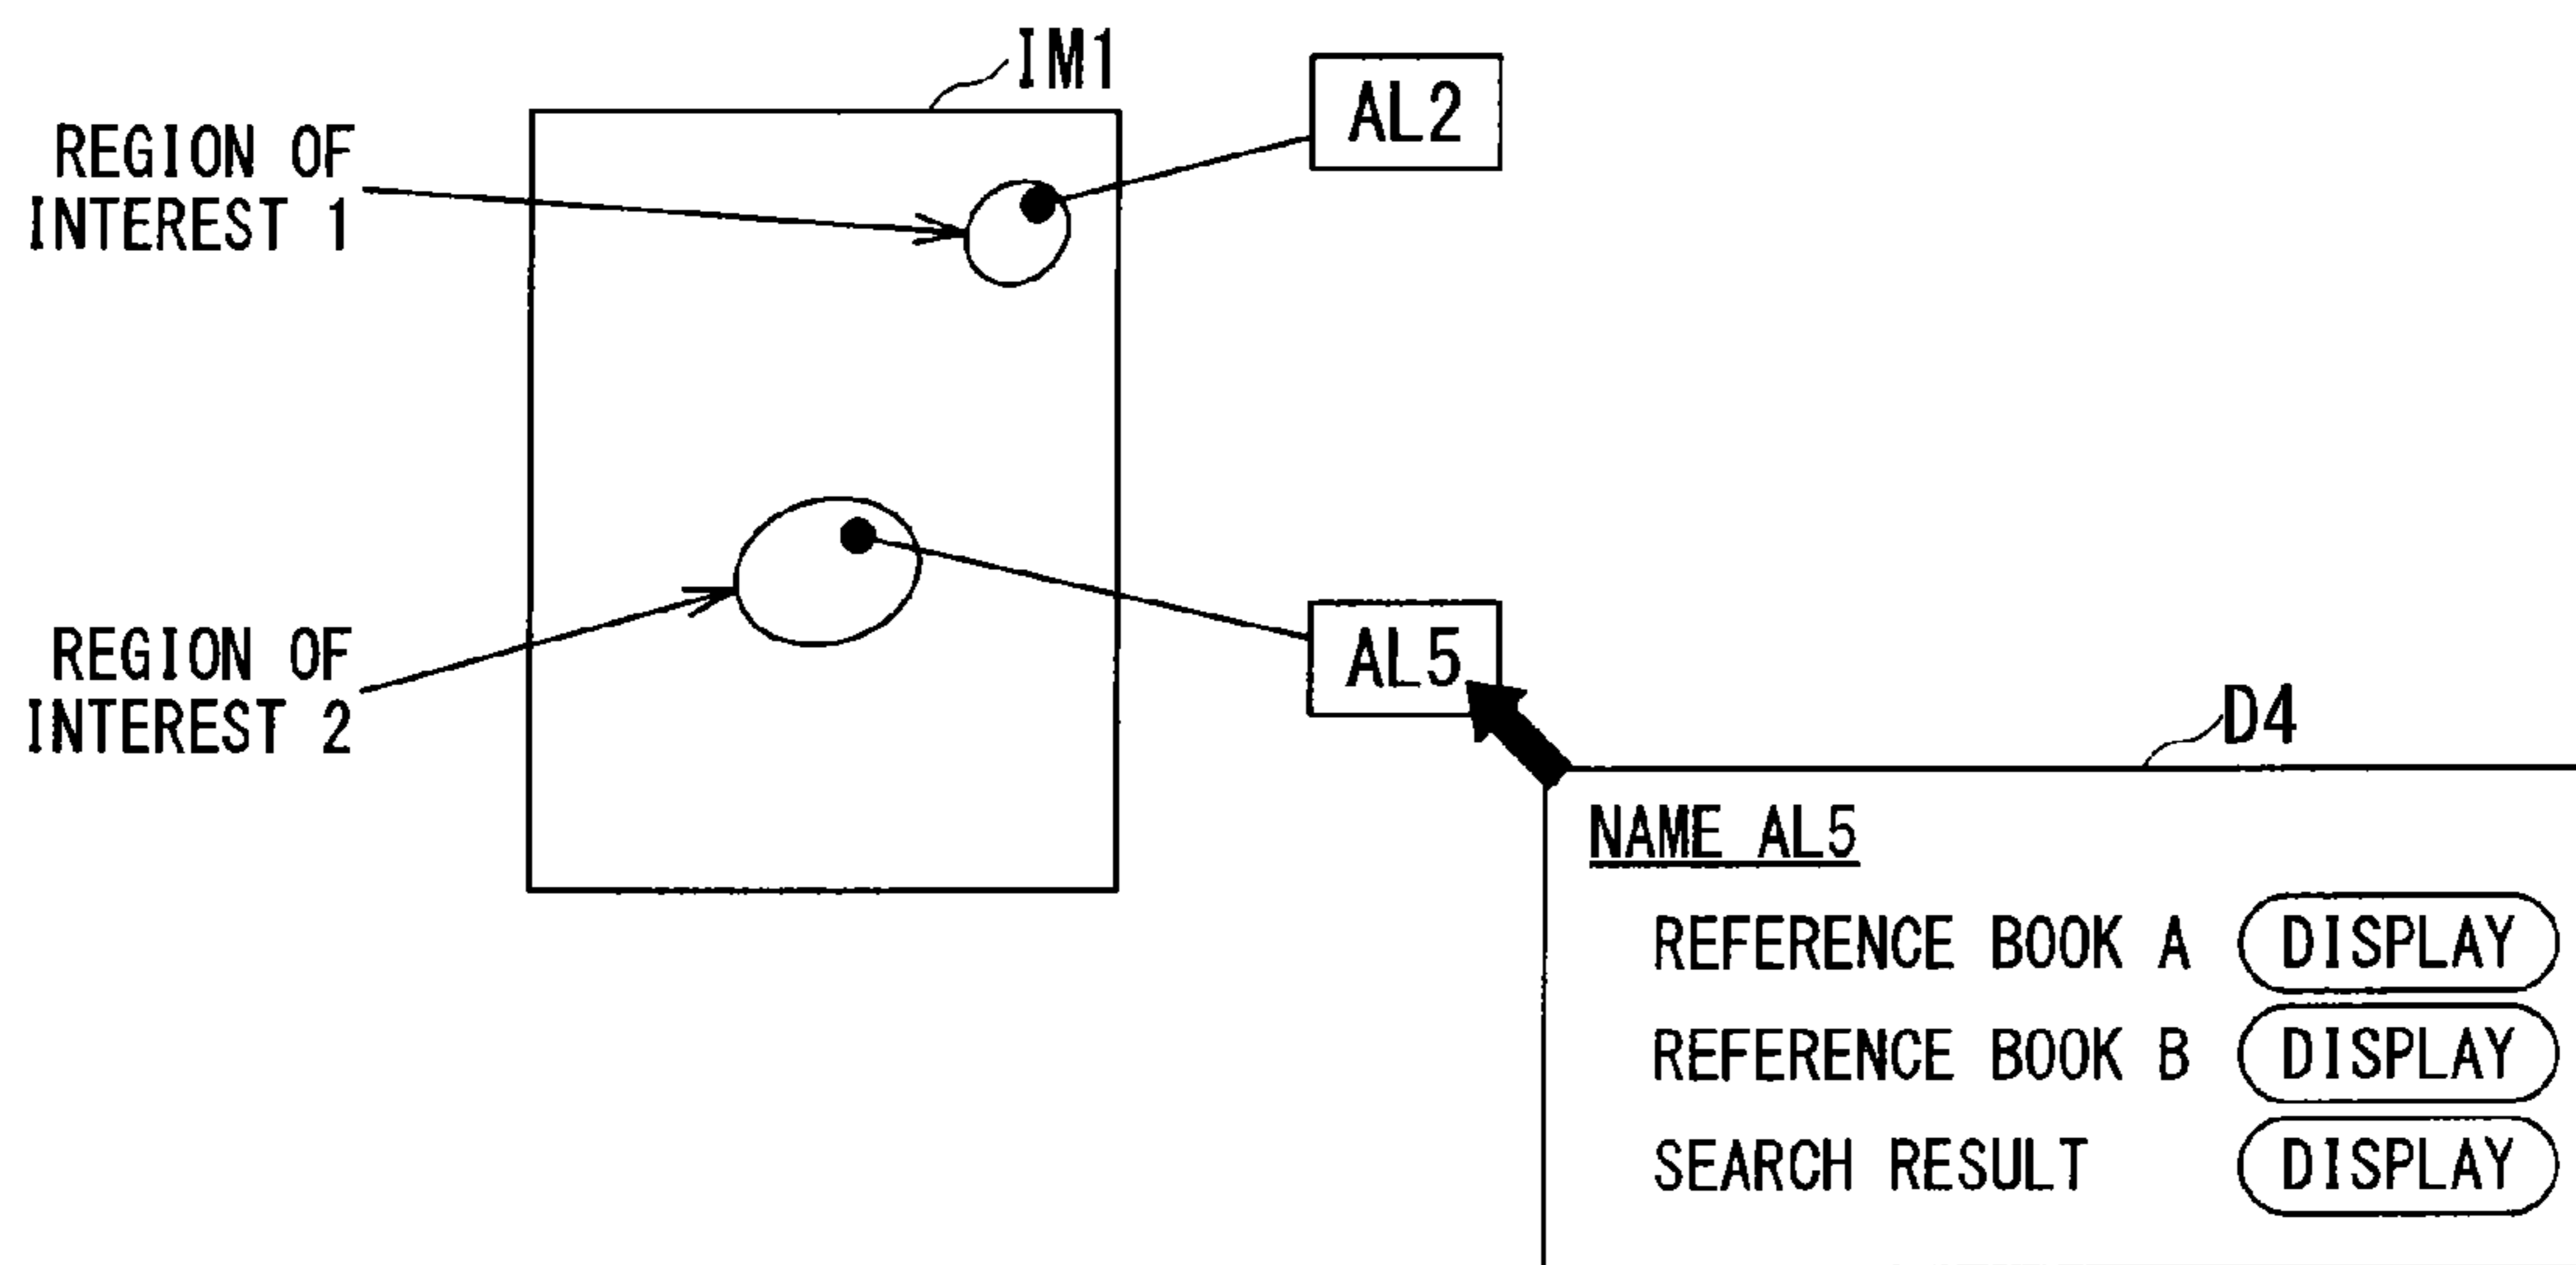 IM1
AL2
REGION OF
INTEREST 1
REGION OF
INTEREST 2
AL5
D4
NAME AL5
REFERENCE BOOK A DISPLAY
REFERENCE BOOK B DISPLAY
SEARCH RESULT DISPLAY